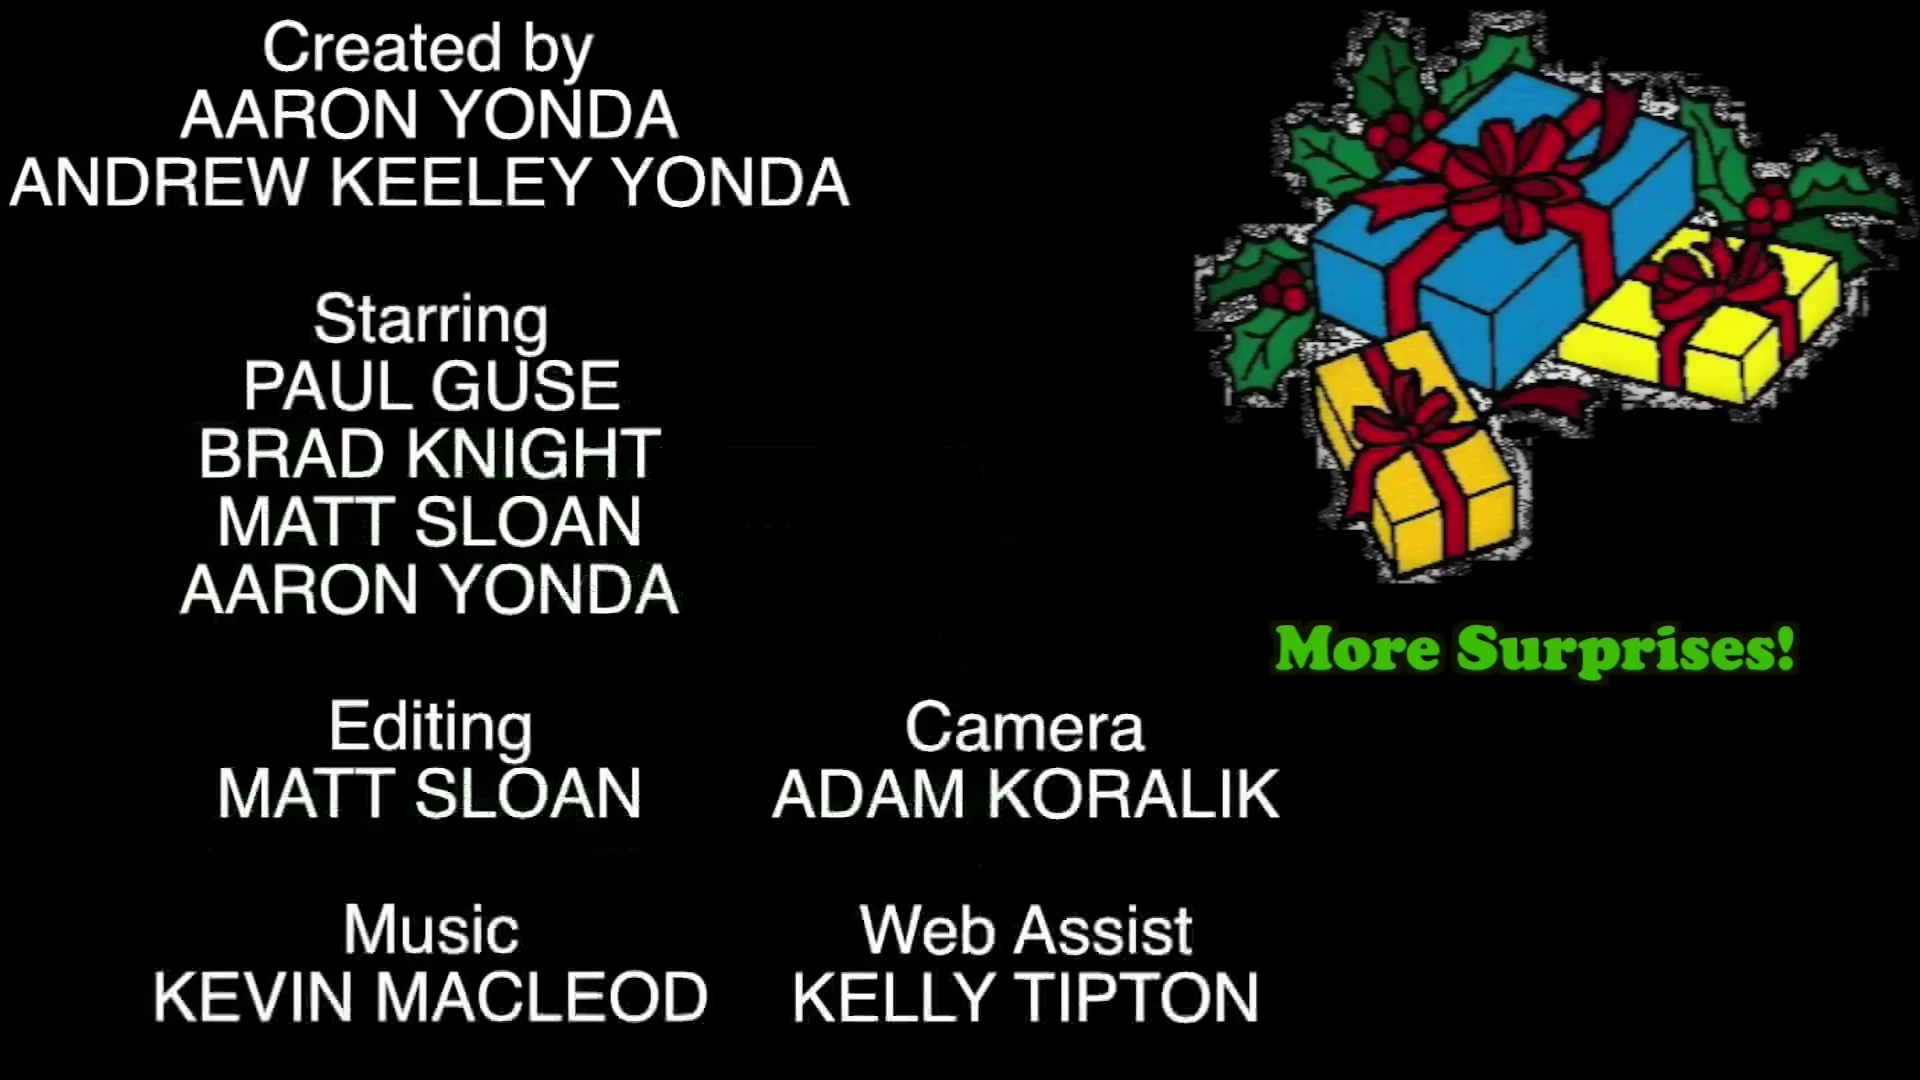 Created by
AARON YONDA
ANDREW KEELEY YONDA
Starring
PAUL GUSE
BRAD KNIGHT
MATT SLOAN
AARON YONDA
More Surprises!
Editing
MATT SLOAN
Camera
ADAM KORALIK
Music
KEVIN MACLEOD
Web Assist
KELLY TIPTON